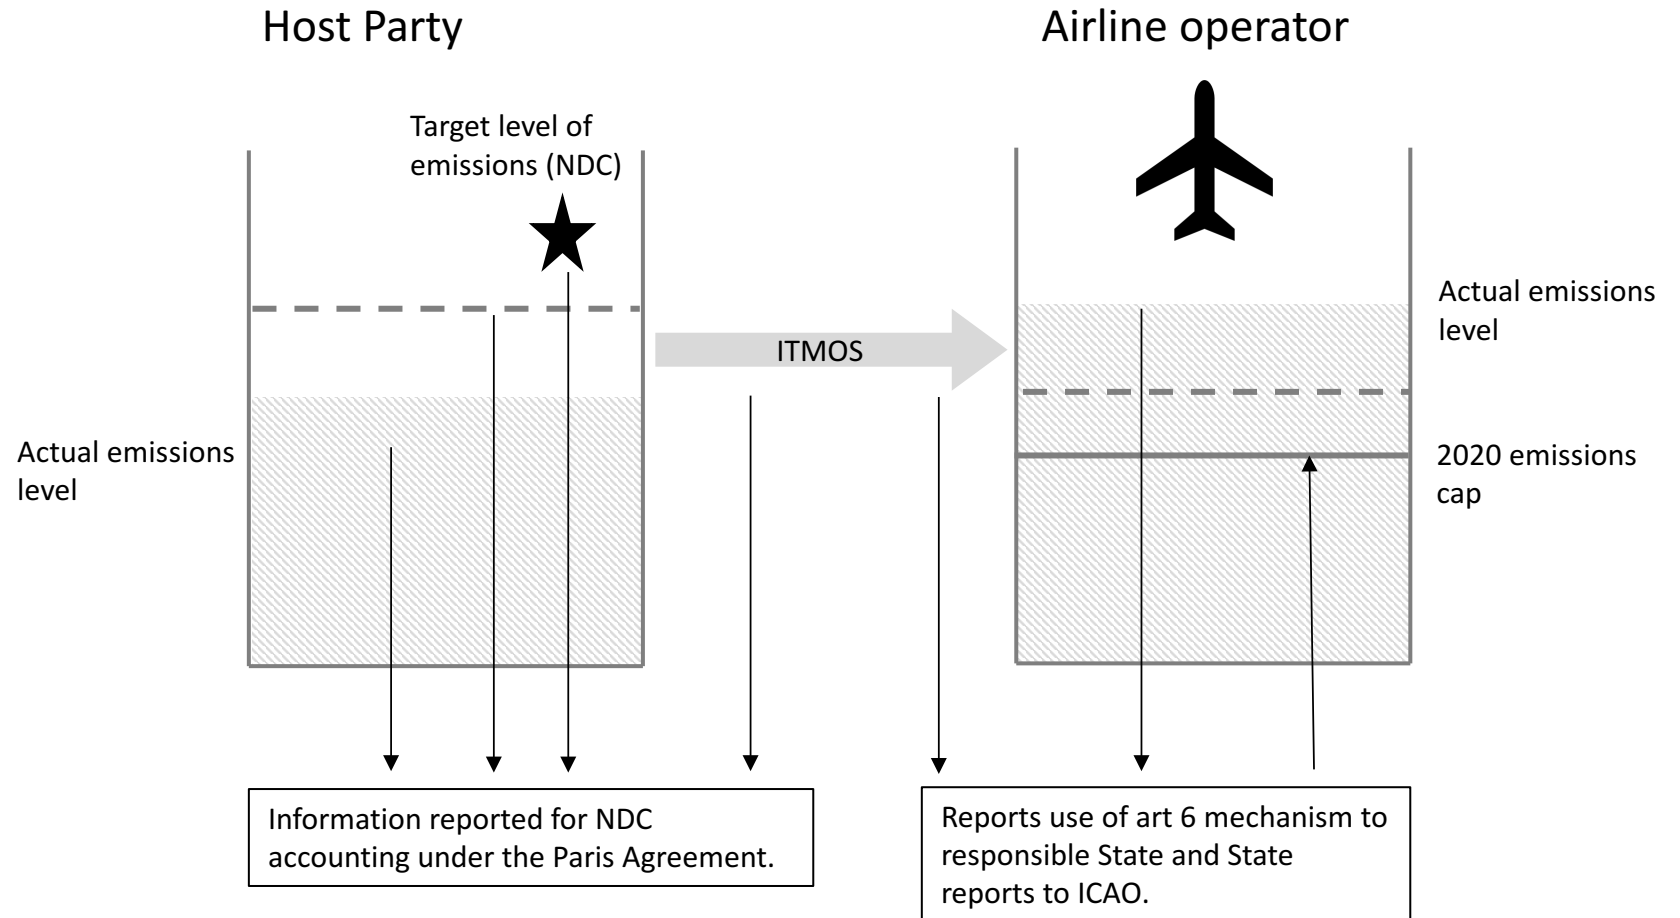 Host Party
Airline operator
Target level of
emissions (NDC)
Actual emissions
level
ITMOS
Actual emissions
level
2020 emissions
cap
Information reported for NDC
accounting under the Paris Agreement.
Reports use of art 6 mechanism to
responsible State and State
reports to ICAO.